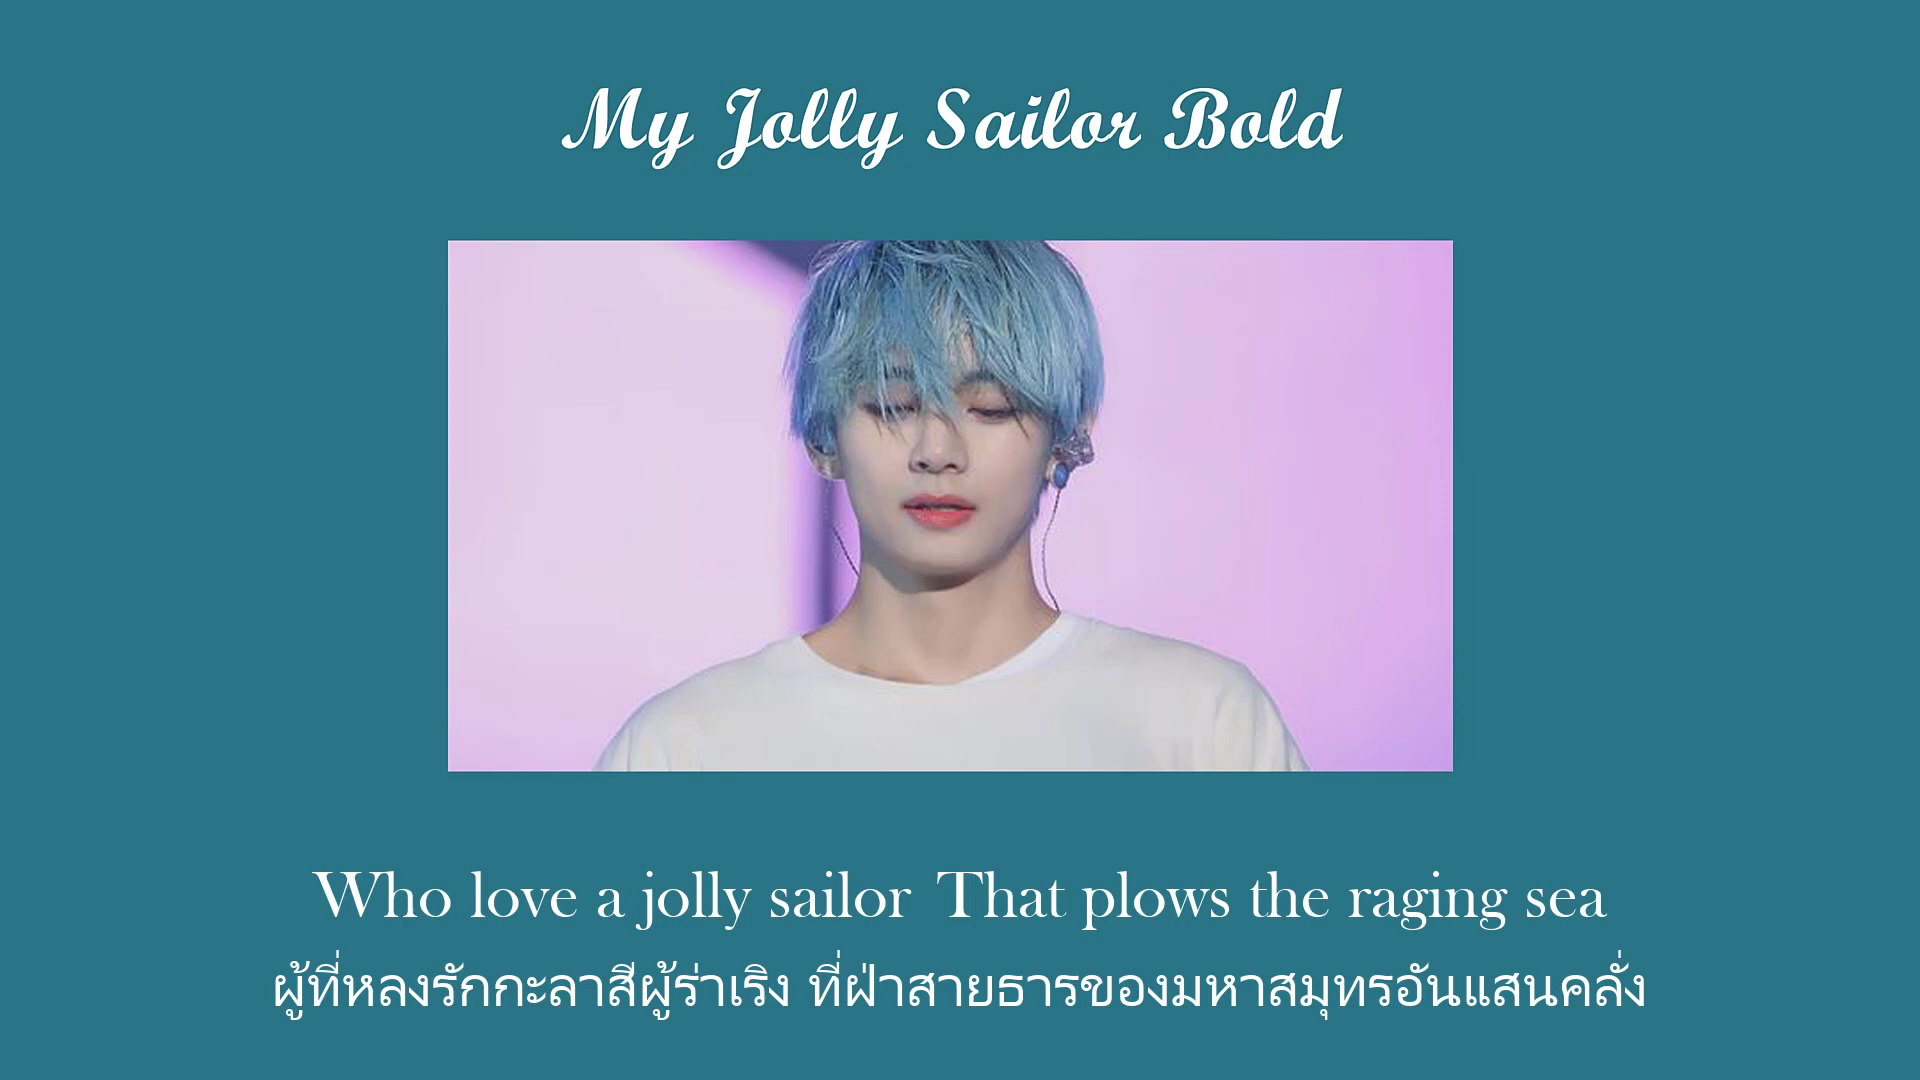 My Jolly Sailor Bold
Who love a jolly sailor That plows the raging sea
ผู้ที่หลงรักกะลาสีผู้ร่าเริง ที่ฝ่าสายธารของมหาสมุทรอันแสนคลั่ง